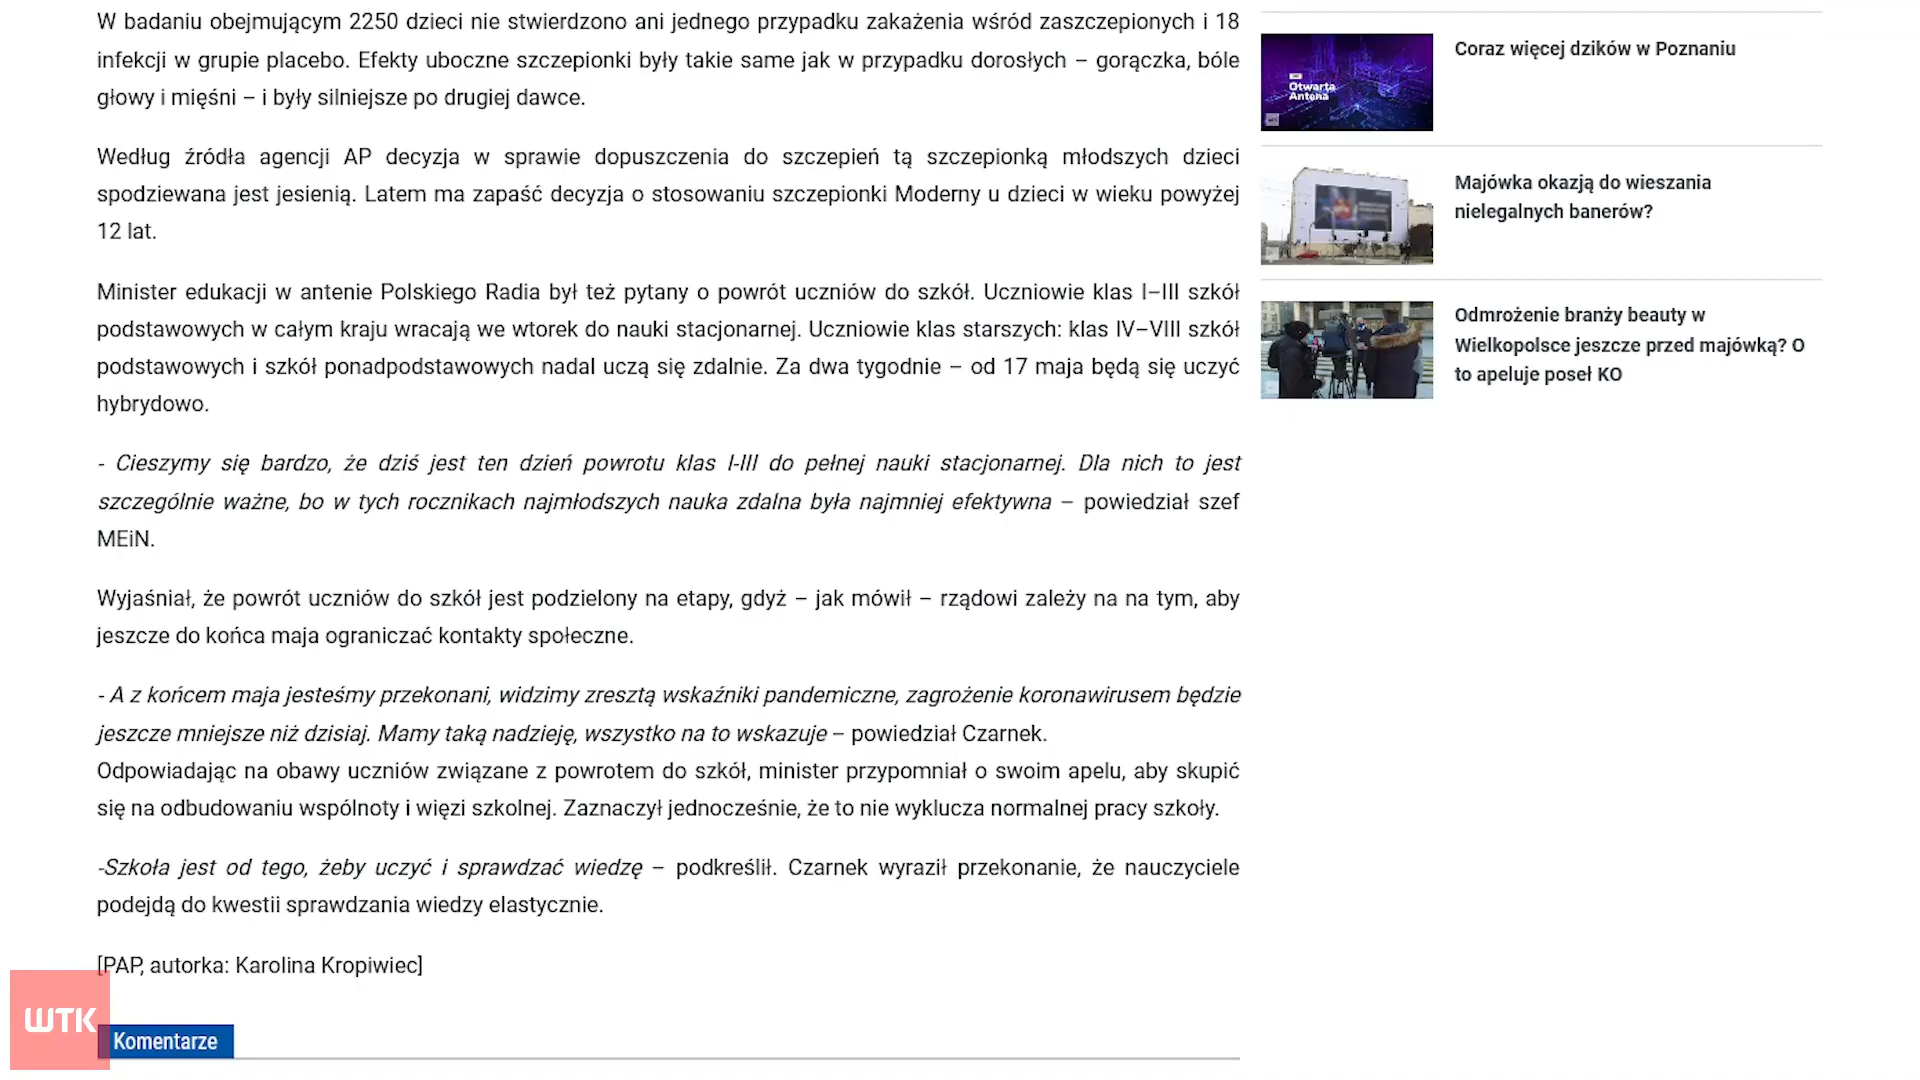 W badaniu obejmującym 2250 dzieci nie stwierdzono ani jednego przypadku zakażenia wśród zaszczepionych i 18
infekcji w grupie placebo. Efekty uboczne szczepionki były takie same jak w przypadku dorosłych – gorączka, bóle
głowy i mięśni – i były silniejsze po drugiej dawce.
Według źródła agencji AP decyzja w sprawie dopuszczenia do szczepień tą szczepionką młodszych dzieci
spodziewana jest jesienią. Latem ma zapaść decyzja o stosowaniu szczepionki Moderny u dzieci w wieku powyżej
12 lat.
Minister edukacji w antenie Polskiego Radia był też pytany o powrót uczniów do szkół. Uczniowie klas I–III szkół
podstawowych w całym kraju wracają we wtorek do nauki stacjonarnej. Uczniowie klas starszych: klas IV–VIII szkół
podstawowych i szkół ponadpodstawowych nadal uczą się zdalnie. Za dwa tygodnie – od 17 maja będą się uczyć
hybrydowo.
- Cieszymy się bardzo, że dziś jest ten dzień powrotu klas I-III do pełnej nauki stacjonarnej. Dla nich to jest
szczególnie ważne, bo w tych rocznikach najmłodszych nauka zdalna była najmniej efektywna – powiedział szef
MEiN.
Wyjaśniał, że powrót uczniów do szkół jest podzielony na etapy, gdyż – jak mówił – rządowi zależy na na tym, aby
jeszcze do końca maja ograniczać kontakty społeczne.
- A z końcem maja jesteśmy przekonani, widzimy zresztą wskaźniki pandemiczne, zagrożenie koronawirusem będzie
jeszcze mniejsze niż dzisiaj. Mamy taką nadzieję, wszystko na to wskazuje – powiedział Czarnek.
Odpowiadając na obawy uczniów związane z powrotem do szkół, minister przypomniał o swoim apelu, aby skupić
się na odbudowaniu wspólnoty i więzi szkolnej. Zaznaczył jednocześnie, że to nie wyklucza normalnej pracy szkoły.
-Szkoła jest od tego, żeby uczyć i sprawdzać wiedzę – podkreślił. Czarnek wyraził przekonanie, że nauczyciele
podejdą do kwestii sprawdzania wiedzy elastycznie.
[PAP, autorka: Karolina Kropiwiec]
WTK
Komentarze
Otwarta
Antena
Coraz więcej dzików w Poznaniu
Majówka okazją do wieszania
nielegalnych banerów?
Odmrożenie branży beauty w
Wielkopolsce jeszcze przed majówką? O
to apeluje poseł KO